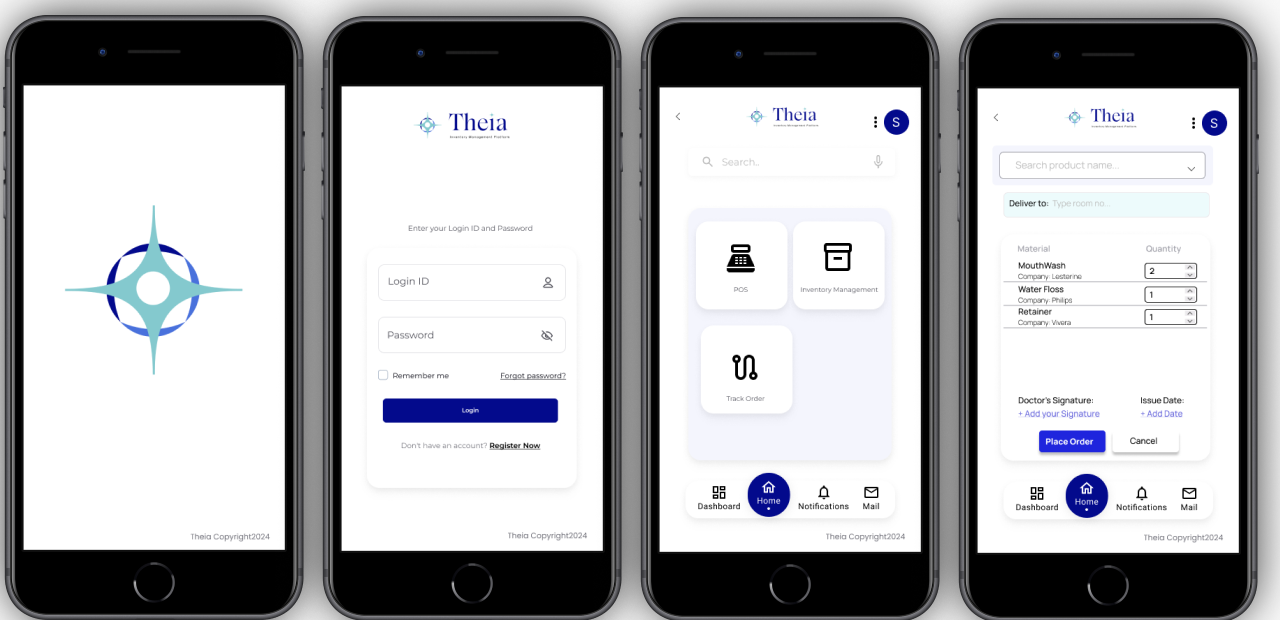 Theia Copyright2024
Theia
Inventory Management Platform
Enter your Login ID and Password
Login ID
Password
Remember me Forgot password?
Login
Don't have an account? Register Now
Theia Copyright2024
Theia
Inventory Management Platform
S
Search..
POS
Inventory Management
Track Order
Dashboard Home Notifications Mail
Theia Copyright2024
Theia
Inventory Management Platform
S
Search product name...
Deliver to: Type room no...
Material Quantity
MouthWash
Company: Lesterine
2
Water Floss
Company: Philips
1
Retainer
Company: Vivera
1
Doctor's Signature: Issue Date:
+ Add your Signature + Add Date
Place Order Cancel
Dashboard Home Notifications Mail
Theia Copyright2024